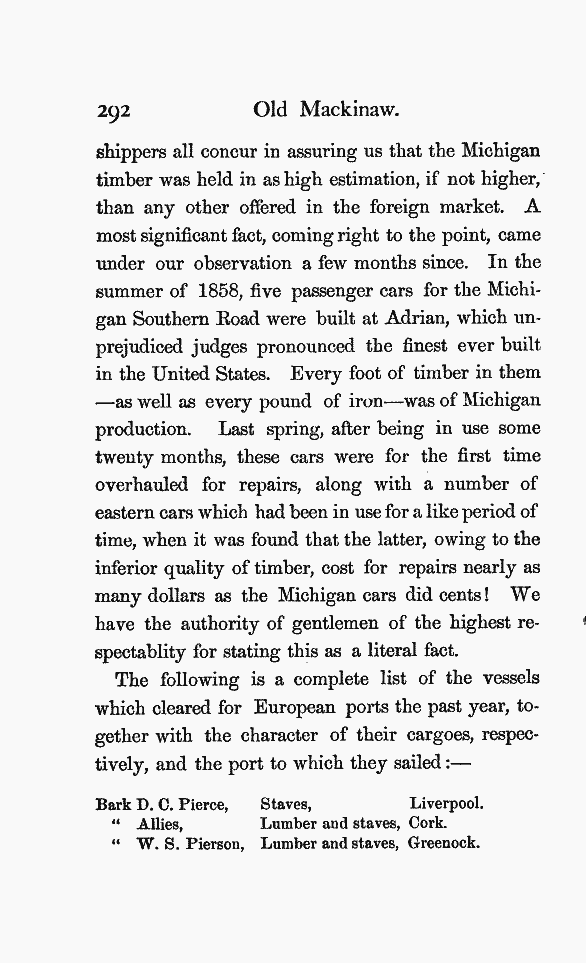 292 Old Mackinaw.
shippers all concur in assuring us that the Michigan
timber was held in as high estimation, if not higher,
than any other offered in the foreign market. A
most significant fact, coming right to the point, came
under our observation a few months since. In the
summer of 1858, five passenger cars for the Michi-
gan Southern Road were built at Adrian, which un-
prejudiced judges pronounced the finest ever built
in the United States. Every foot of timber in them
—as well as every pound of iron—was of Michigan
production. Last spring, after being in use some
twenty months, these cars were for the first time
overhauled for repairs, along with a number of
eastern cars which had been in use for a like period of
time, when it was found that the latter, owing to the
inferior quality of timber, cost for repairs nearly as
many dollars as the Michigan cars did cents! We
have the authority of gentlemen of the highest re-
spectablity for stating this as a literal fact.
The following is a complete list of the vessels
which cleared for European ports the past year, to-
gether with the character of their cargoes, respec-
tively, and the port to which they sailed:—
Bark D. C. Pierce, Staves, Liverpool.
" Allies, Lumber and staves, Cork.
" W. S. Pierson, Lumber and staves, Greenock.